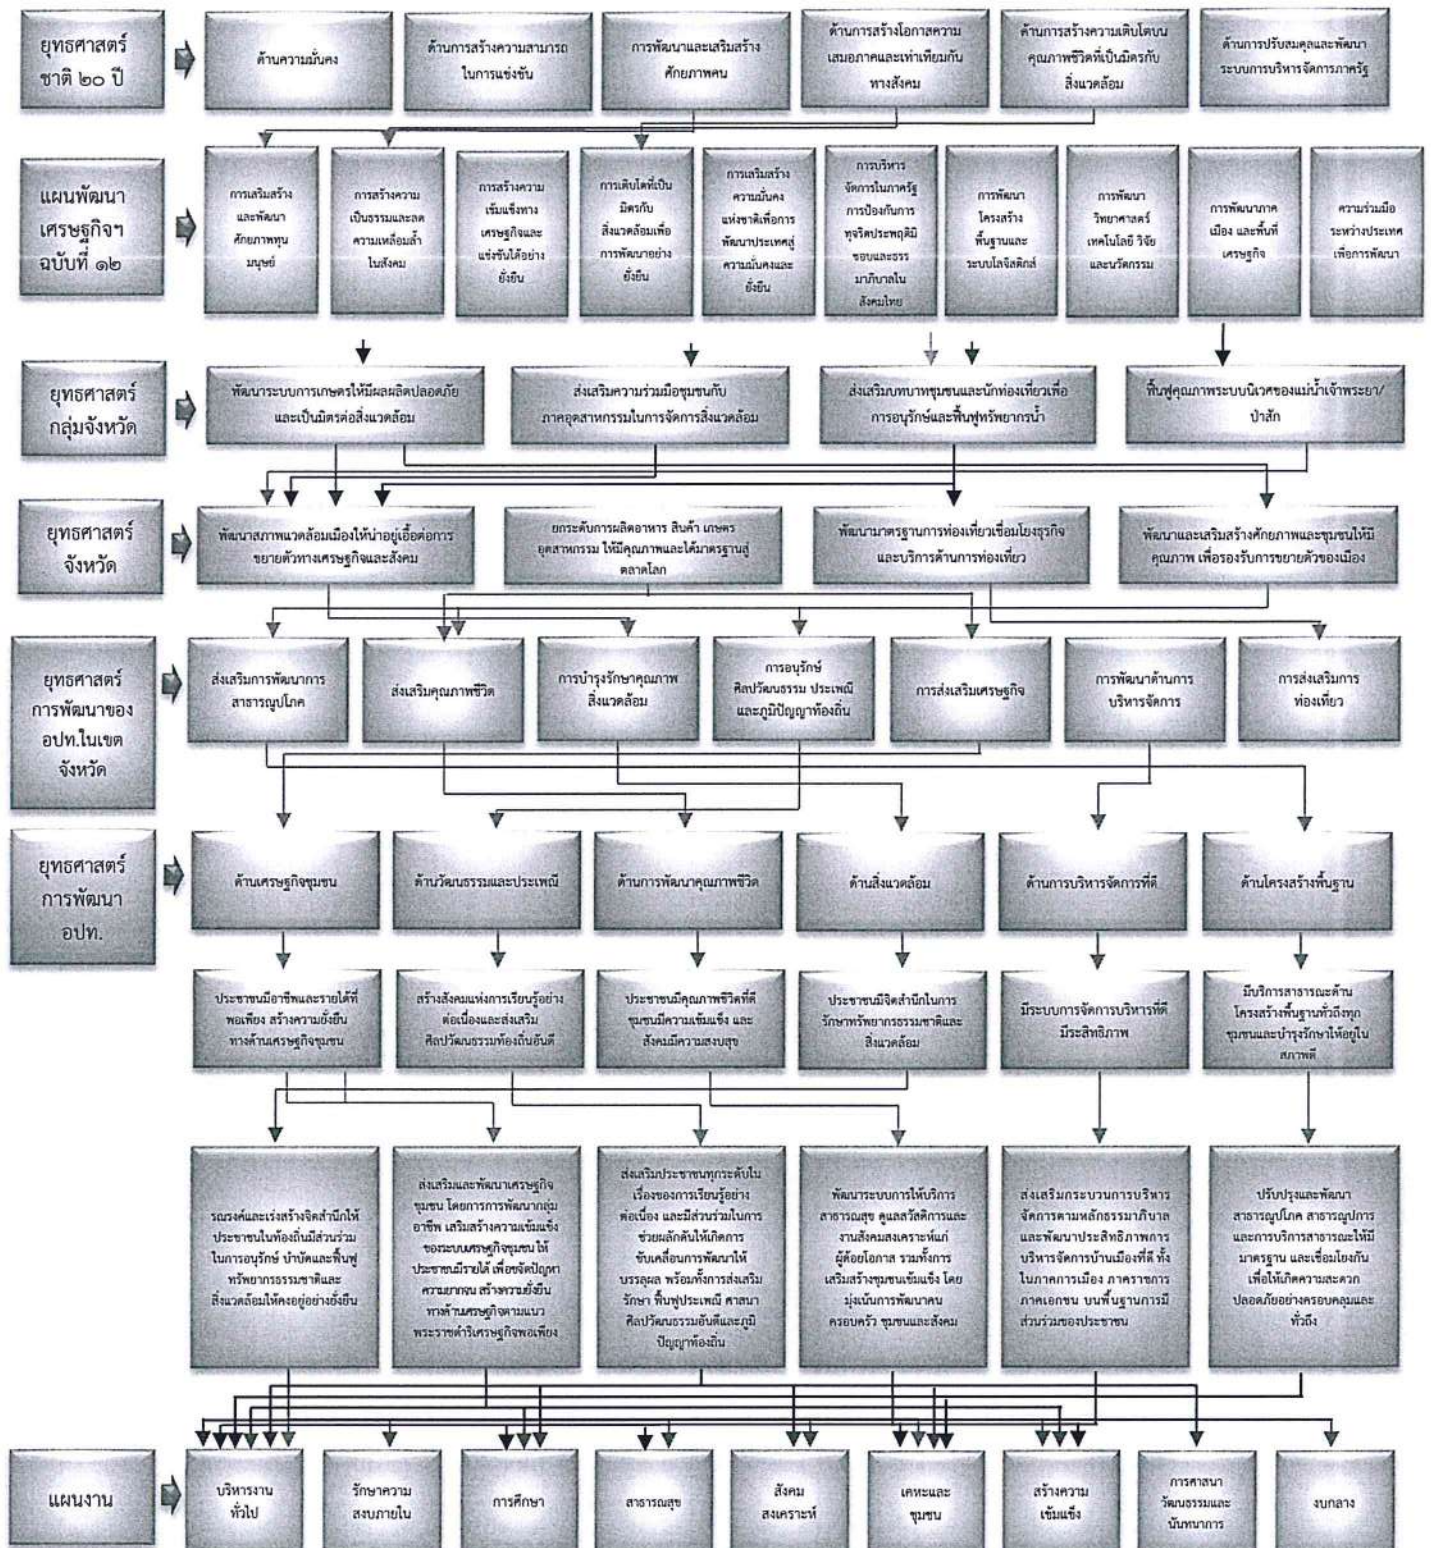 ยุทธศาสตร์
ชาติ ๒๐ ปี
ด้านความมั่นคง
ด้านการสร้างความสามารถ
ในการแข่งขัน
การพัฒนาและเสริมสร้าง
ศักยภาพคน
ด้านการสร้างโอกาสความ
เสมอภาคและเท่าเทียมกัน
ทางสังคม
ด้านการสร้างความเติบโตบน
คุณภาพชีวิตที่เป็นมิตรกับ
สิ่งแวดล้อม
ด้านการปรับสมดุลและพัฒนา
ระบบการบริหารจัดการภาครัฐ
แผนพัฒนา
เศรษฐกิจฯ
ฉบับที่ ๑๒
การเสริมสร้าง
และพัฒนา
ศักยภาพทุน
มนุษย์
การสร้างความ
เป็นธรรมและลด
ความเหลื่อมล้ำ
ในสังคม
การสร้างความ
เข้มแข็งทาง
เศรษฐกิจและ
แข่งขันได้อย่าง
ยั่งยืน
การเติบโตที่เป็น
มิตรกับ
สิ่งแวดล้อมเพื่อ
การพัฒนาอย่าง
ยั่งยืน
การเสริมสร้าง
ความมั่นคง
แห่งชาติเพื่อการ
พัฒนาประเทศสู่
ความมั่นคงและ
ยั่งยืน
การบริหาร
จัดการในภาครัฐ
การป้องกันการ
ทุจริตประพฤติมิ
ชอบและธรร
มาภิบาลใน
สังคมไทย
การพัฒนา
โครงสร้าง
พื้นฐานและ
ระบบโลจิสติกส์
การพัฒนา
วิทยาศาสตร์
เทคโนโลยี วิจัย
และนวัตกรรม
การพัฒนาภาค
เมือง และพื้นที่
เศรษฐกิจ
ความร่วมมือ
ระหว่างประเทศ
เพื่อการพัฒนา
ยุทธศาสตร์
กลุ่มจังหวัด
พัฒนาระบบการเกษตรให้มีผลผลิตปลอดภัย
และเป็นมิตรต่อสิ่งแวดล้อม
ส่งเสริมความร่วมมือชุมชนกับ
ภาคอุตสาหกรรมในการจัดการสิ่งแวดล้อม
ส่งเสริมบทบาทชุมชนและนักท่องเที่ยวเพื่อ
การอนุรักษ์และฟื้นฟูทรัพยากรน้ำ
ฟื้นฟูคุณภาพระบบนิเวศของแม่น้ำเจ้าพระยา/
ป่าสัก
ยุทธศาสตร์
จังหวัด
พัฒนาสภาพแวดล้อมเมืองให้น่าอยู่เอื้อต่อการ
ขยายตัวทางเศรษฐกิจและสังคม
ยกระดับการผลิตอาหาร สินค้า เกษตร
อุตสาหกรรม ให้มีคุณภาพและได้มาตรฐานสู่
ตลาดโลก
พัฒนามาตรฐานการท่องเที่ยวเชื่อมโยงธุรกิจ
และบริการด้านการท่องเที่ยว
พัฒนาและเสริมสร้างศักยภาพและชุมชนให้มี
คุณภาพ เพื่อรองรับการขยายตัวของเมือง
ยุทธศาสตร์
การพัฒนาของ
อปท.ในเขต
จังหวัด
ส่งเสริมการพัฒนาการ
สาธารณูปโภค
ส่งเสริมคุณภาพชีวิต
การบำรุงรักษาคุณภาพ
สิ่งแวดล้อม
การอนุรักษ์
ศิลปวัฒนธรรม ประเพณี
และภูมิปัญญาท้องถิ่น
การส่งเสริมเศรษฐกิจ
การพัฒนาด้านการ
บริหารจัดการ
การส่งเสริมการ
ท่องเที่ยว
ยุทธศาสตร์
การพัฒนา
อปท.
ด้านเศรษฐกิจชุมชน
ด้านวัฒนธรรมและประเพณี
ด้านการพัฒนาคุณภาพชีวิต
ด้านสิ่งแวดล้อม
ด้านการบริหารจัดการที่ดี
ด้านโครงสร้างพื้นฐาน
ประชาชนมีอาชีพและรายได้ที่
พอเพียง สร้างความยั่งยืน
ทางด้านเศรษฐกิจชุมชน
สร้างสังคมแห่งการเรียนรู้อย่าง
ต่อเนื่องและส่งเสริม
ศิลปวัฒนธรรมท้องถิ่นอันดี
ประชาชนมีคุณภาพชีวิตที่ดี
ชุมชนมีความเข้มแข็ง และ
สังคมมีความสงบสุข
ประชาชนมีจิตสำนึกในการ
รักษาทรัพยากรธรรมชาติและ
สิ่งแวดล้อม
มีระบบการจัดการบริหารที่ดี
มีประสิทธิภาพ
มีบริการสาธารณะด้าน
โครงสร้างพื้นฐานทั่วถึงทุก
ชุมชนและบำรุงรักษาให้อยู่ใน
สภาพดี
รณรงค์และเร่งสร้างจิตสำนึกให้
ประชาชนในท้องถิ่นมีส่วนร่วม
ในการอนุรักษ์ บำบัดและฟื้นฟู
ทรัพยากรธรรมชาติและ
สิ่งแวดล้อมให้คงอยู่อย่างยั่งยืน
ส่งเสริมและพัฒนาเศรษฐกิจ
ชุมชน โดยการการพัฒนากลุ่ม
อาชีพ เสริมสร้างความเข้มแข็ง
ของระบบเศรษฐกิจชุมชน ให้
ประชาชนมีรายได้ เพื่อขจัดปัญหา
ความยากจน สร้างความยั่งยืน
ทางด้านเศรษฐกิจตามแนว
พระราชดำริเศรษฐกิจพอเพียง
ส่งเสริมประชาชนทุกระดับใน
เรื่องของการเรียนรู้อย่าง
ต่อเนื่อง และมีส่วนร่วมในการ
ช่วยผลักดันให้เกิดการ
ขับเคลื่อนการพัฒนาให้
บรรลุผล พร้อมทั้งการส่งเสริม
รักษา ฟื้นฟูประเพณี ศาสนา
ศิลปวัฒนธรรมอันดีและภูมิ
ปัญญาท้องถิ่น
พัฒนาระบบการให้บริการ
สาธารณสุข ดูแลสวัสดิการและ
งานสังคมสงเคราะห์แก่
ผู้ด้อยโอกาส รวมทั้งการ
เสริมสร้างชุมชนเข้มแข็ง โดย
มุ่งเน้นการพัฒนาคน
ครอบครัว ชุมชนและสังคม
ส่งเสริมกระบวนการบริหาร
จัดการตามหลักธรรมาภิบาล
และพัฒนาประสิทธิภาพการ
บริหารจัดการบ้านเมืองที่ดี ทั้ง
ในภาคการเมือง ภาคราชการ
ภาคเอกชน บนพื้นฐานการมี
ส่วนร่วมของประชาชน
ปรับปรุงและพัฒนา
สาธารณูปโภค สาธารณูปการ
และการบริการสาธารณะให้มี
มาตรฐาน และเชื่อมโยงกัน
เพื่อให้เกิดความสะดวก
ปลอดภัยอย่างครอบคลุมและ
ทั่วถึง
แผนงาน
บริหารงาน
ทั่วไป
รักษาความ
สงบภายใน
การศึกษา
สาธารณสุข
สังคม
สงเคราะห์
เคหะและ
ชุมชน
สร้างความ
เข้มแข็ง
การศาสนา
วัฒนธรรมและ
นันทนาการ
งบกลาง